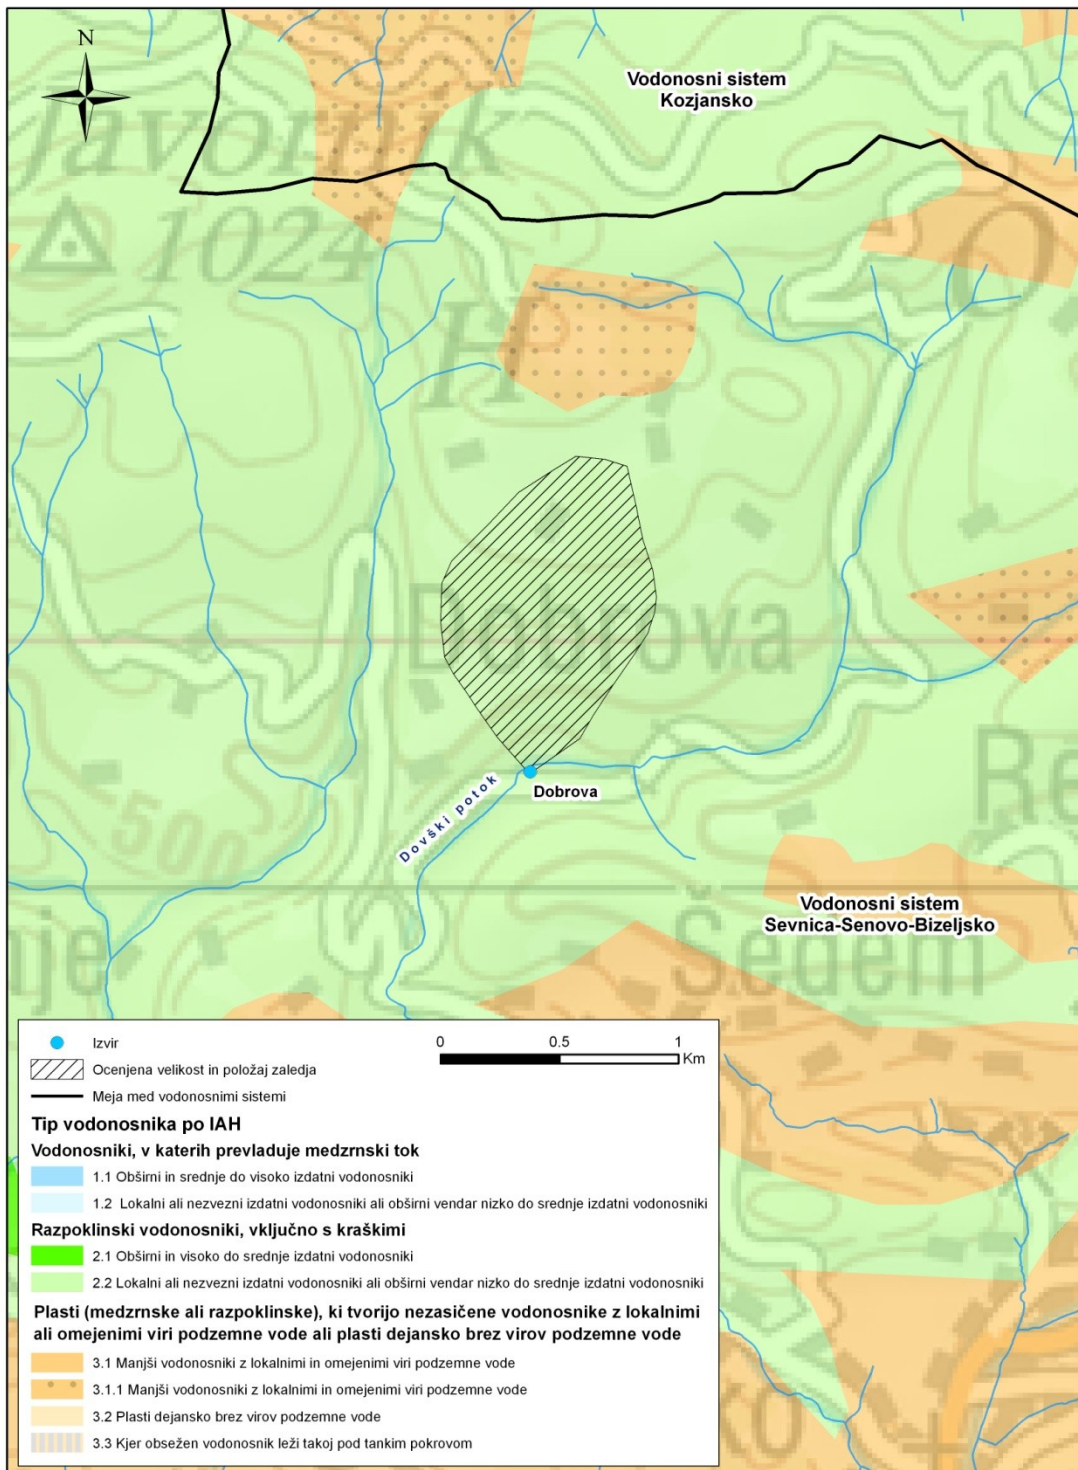 N
Vodonosni sistem
Kozjansko
Javornik
1024
Dobrova
Dobrova
Dovški potok
500
Vodonosni sistem
Sevnica-Senovo-Bizeljsko
Sedem
Izvir
Ocenjena velikost in položaj zaledja
Meja med vodonosnimi sistemi
0 0.5 1
Km
Tip vodonosnika po IAH
Vodonosniki, v katerih prevladuje medzrnski tok
1.1 Obširni in srednje do visoko izdatni vodonosniki
1.2 Lokalni ali nezvezni izdatni vodonosniki ali obširni vendar nizko do srednje izdatni vodonosniki
Razpoklinski vodonosniki, vključno s kraškimi
2.1 Obširni in visoko do srednje izdatni vodonosniki
2.2 Lokalni ali nezvezni izdatni vodonosniki ali obširni vendar nizko do srednje izdatni vodonosniki
Plasti (medzrnske ali razpoklinske), ki tvorijo nezasičene vodonosnike z lokalnimi
ali omejenimi viri podzemne vode ali plasti dejansko brez virov podzemne vode
3.1 Manjši vodonosniki z lokalnimi in omejenimi viri podzemne vode
3.1.1 Manjši vodonosniki z lokalnimi in omejenimi viri podzemne vode
3.2 Plasti dejansko brez virov podzemne vode
3.3 Kjer obsežen vodonosnik leži takoj pod tankim pokrovom